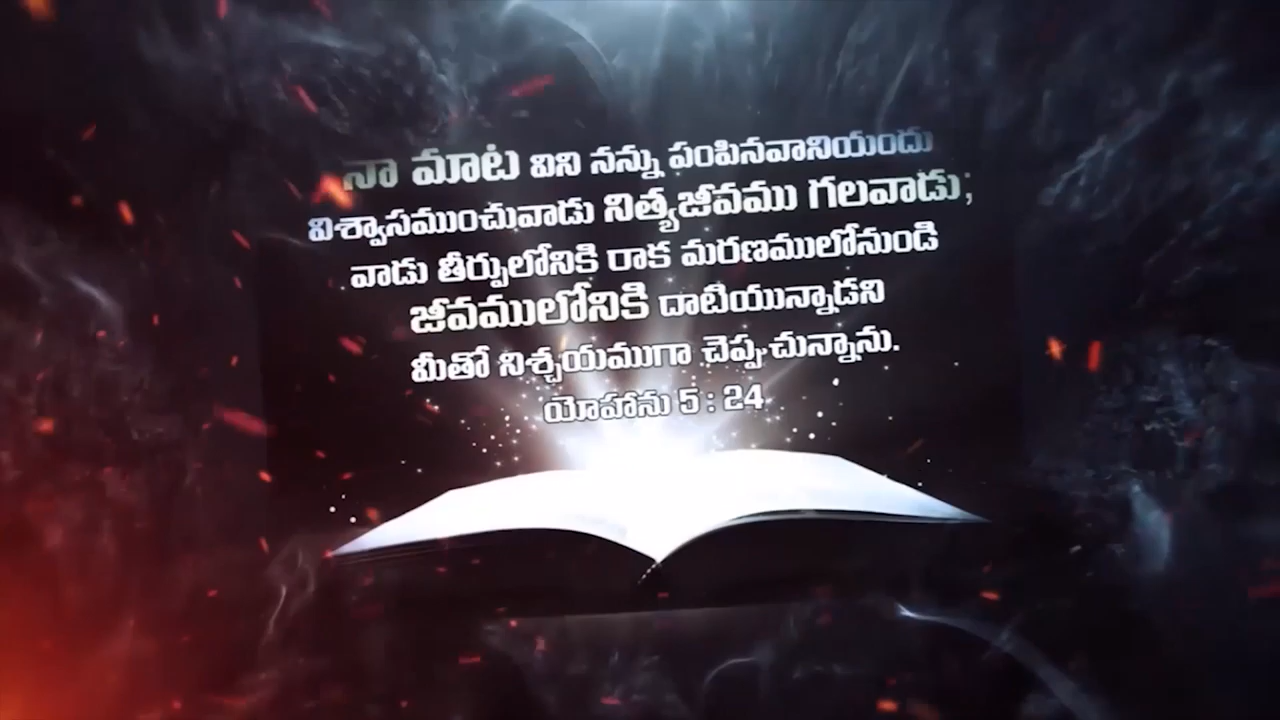 నా మాట విని నన్ను పంపినవానియందు
విశ్వాసముంచువాడు నిత్యజీవము గలవాడు;
వాడు తీర్పులోనికి రాక మరణములోనుండి
జీవములోనికి దాటియున్నాడని
మీతో నిశ్చయముగా చెప్పుచున్నాను.
యోహాను 5 : 24